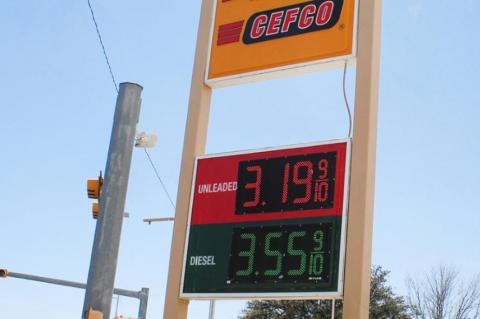 CEFCO
UNLEADED 3.19 9/10
DIESEL 3.55 9/10